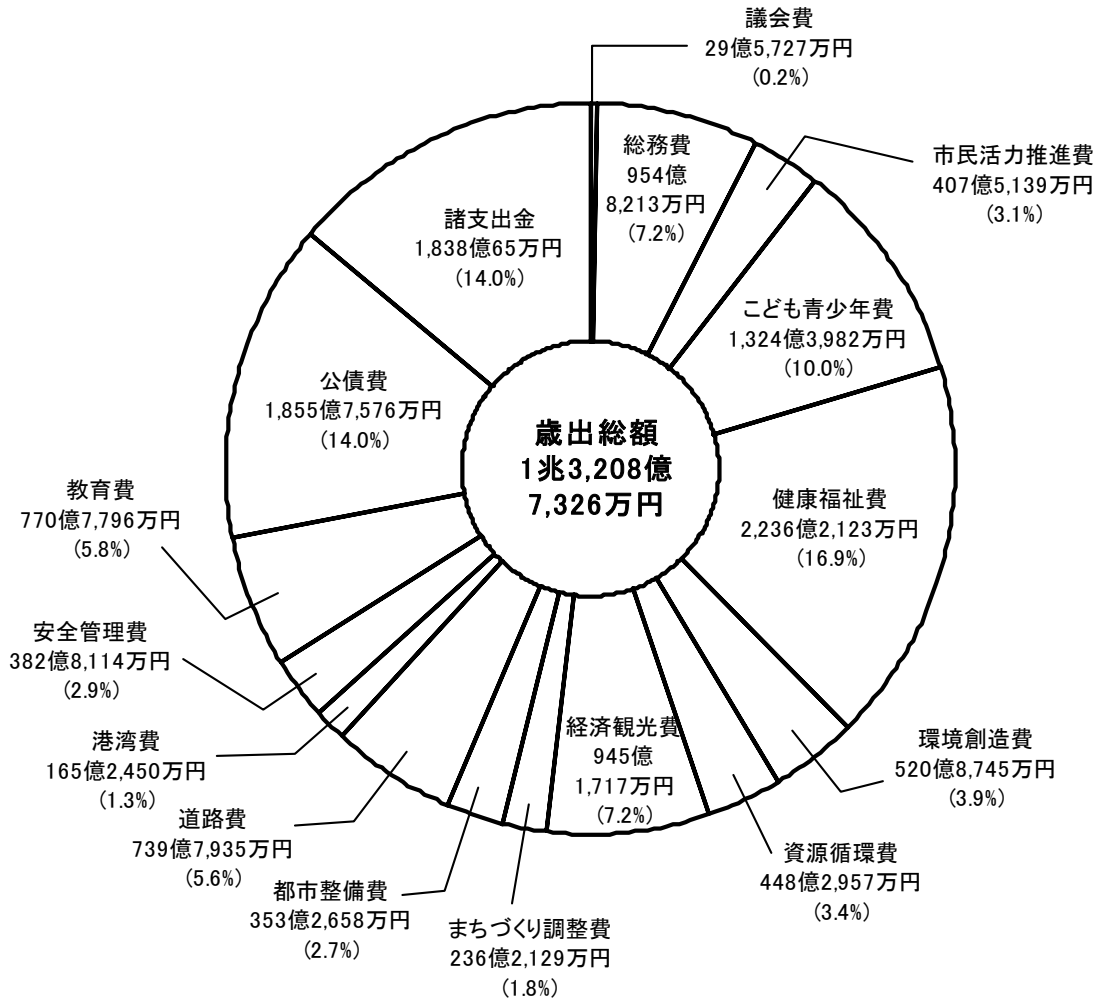 議会費
29億5,727万円
(0.2%)
総務費
954億
8,213万円
(7.2%)
市民活力推進費
407億5,139万円
(3.1%)
こども青少年費
1,324億3,982万円
(10.0%)
健康福祉費
2,236億2,123万円
(16.9%)
環境創造費
520億8,745万円
(3.9%)
資源循環費
448億2,957万円
(3.4%)
経済観光費
945億
1,717万円
(7.2%)
まちづくり調整費
236億2,129万円
(1.8%)
都市整備費
353億2,658万円
(2.7%)
道路費
739億7,935万円
(5.6%)
港湾費
165億2,450万円
(1.3%)
安全管理費
382億8,114万円
(2.9%)
教育費
770億7,796万円
(5.8%)
公債費
1,855億7,576万円
(14.0%)
諸支出金
1,838億65万円
(14.0%)
歳出総額
1兆3,208億
7,326万円